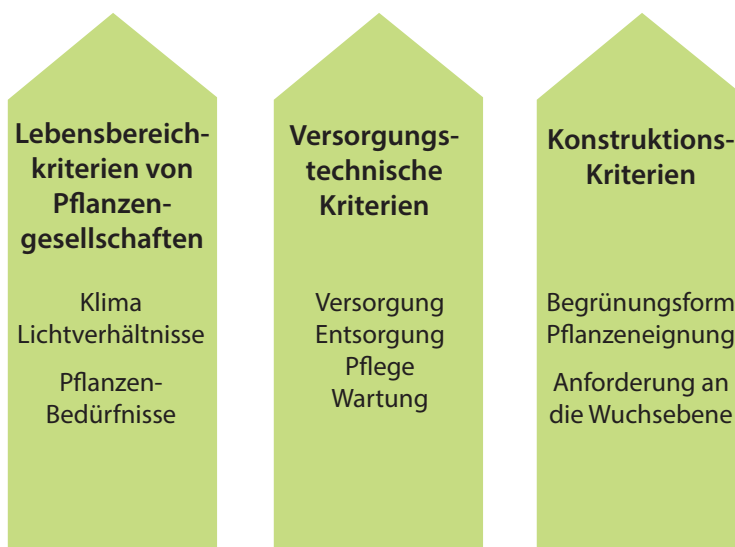 Lebensbereich-
kriterien von
Pflanzen-
gesellschaften
Klima
Lichtverhältnisse
Pflanzen-
Bedürfnisse
Versorgungs-
technische
Kriterien
Versorgung
Entsorgung
Pflege
Wartung
Konstruktions-
Kriterien
Begrünungsform
Pflanzeneignung
Anforderung an
die Wuchsebene